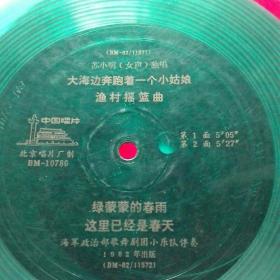 (BM-82/11571)
苏小明(女声)独唱
大海边奔跑着一个小姑娘
渔村摇篮曲
中国唱片
北京唱片厂制
BM-10786
第1面 5′05″
第2面 5′27″
绿蒙蒙的春雨
这里已经是春天
海军政治部歌舞剧团小乐队伴奏
1982年出版
(BM-82/11572)